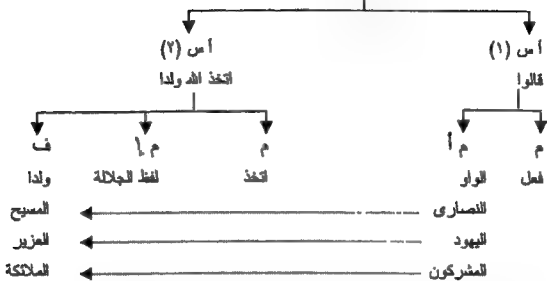 أ س (١) أ س (٢)
قالوا اتخذ الله ولدا
م م أ م م إ ف
فعل الواو اتخذ لفظ الجلالة ولدا
النصارى المسيح
اليهود العزير
المشركون الملائكة